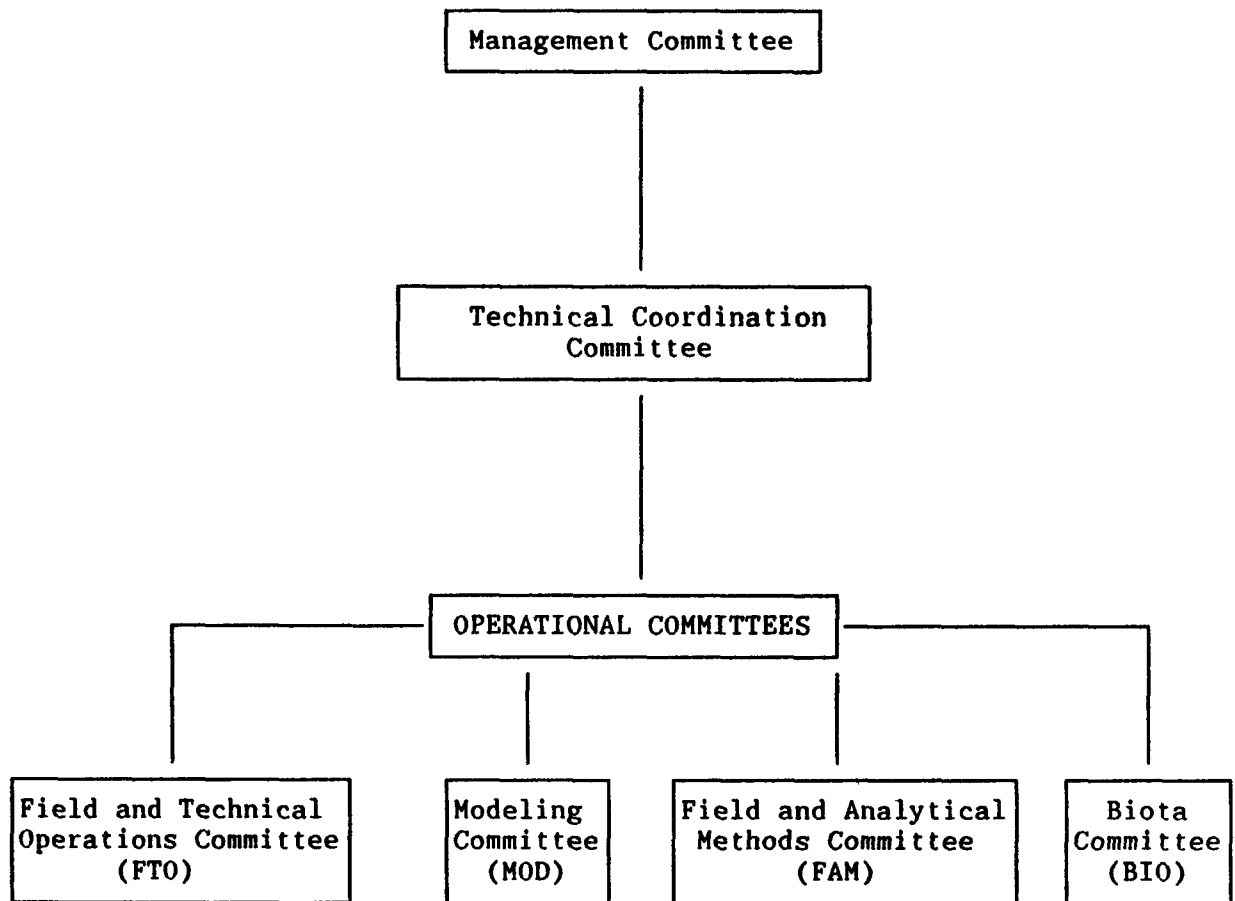 Management Committee
Technical Coordination
Committee
OPERATIONAL COMMITTEES
Field and Technical
Operations Committee
(FTO)
Modeling
Committee
(MOD)
Field and Analytical
Methods Committee
(FAM)
Biota
Committee
(BIO)